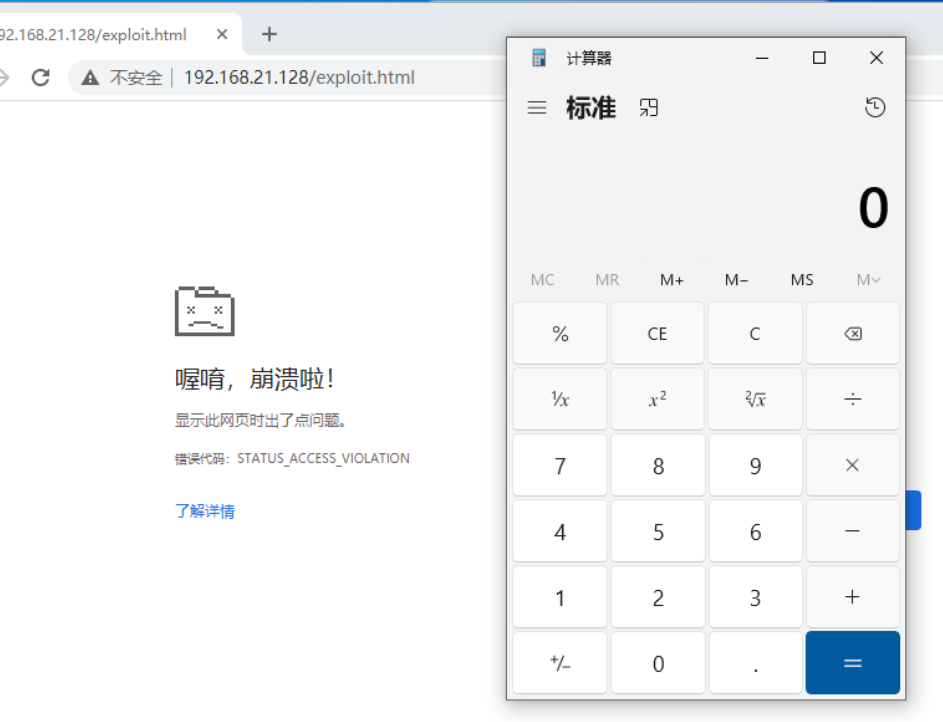 92.168.21.128/exploit.html
不安全 192.168.21.128/exploit.html
喔唷，崩溃啦！
显示此网页时出了点问题。
错误代码：STATUS_ACCESS_VIOLATION
了解详情
计算器
标准
0
MC MR M+ M− MS M
% CE C
¹⁄x x² ²√x ÷
7 8 9 ×
4 5 6 −
1 2 3 +
+/− 0 . =